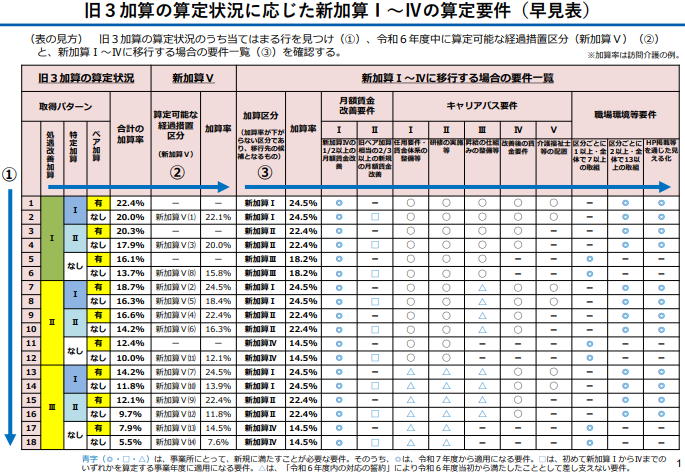 旧３加算の算定状況に応じた新加算Ⅰ～Ⅳの算定要件（早見表）
（表の見方）　旧３加算の算定状況のうち当てはまる行を見つけ（①）、令和６年度中に算定可能な経過措置区分（新加算Ⅴ）（②）
と、新加算Ⅰ～Ⅳに移行する場合の要件一覧（③）を確認する。
※加算率は訪問介護の例。
旧３加算の算定状況 新加算Ⅴ 新加算Ⅰ～Ⅳに移行する場合の要件一覧
取得パターン 合計の加算率 算定可能な経過措置区分（新加算Ⅴ） 加算率 加算区分（加算率が下がらない区分であり、移行先の候補となるもの） 加算率 月額賃金改善要件 キャリアパス要件 職場環境等要件
処遇改善加算 特定加算 ベア加算 Ⅰ Ⅱ Ⅰ Ⅱ Ⅲ Ⅳ Ⅴ
新加算Ⅳの1/2以上の月額賃金改善 旧ベア加算相当の2/3以上の新規の月額賃金改善 任用要件・賃金体系の整備等 研修の実施等 昇給の仕組みの整備等 改善後の賃金要件 介護福祉士等の配置 区分ごとに１以上・全体で７以上の取組 区分ごとに２以上・全体で13以上の取組 HP掲載等を通じた見える化
① ② ③
1 Ⅰ Ⅰ 有 22.4% － － 新加算Ⅰ 24.5% ◎ － ○ ○ ○ ○ ○ － ◎ ◎
2 なし 20.0% 新加算Ⅴ⑴ 22.1% 新加算Ⅰ 24.5% ◎ □ ○ ○ ○ ○ ○ － ◎ ◎
3 Ⅱ 有 20.3% － － 新加算Ⅱ 22.4% ◎ － ○ ○ ○ ○ － － ◎ ◎
4 なし 17.9% 新加算Ⅴ⑶ 20.0% 新加算Ⅱ 22.4% ◎ □ ○ ○ ○ ○ － － ◎ ◎
5 なし 有 16.1% － － 新加算Ⅲ 18.2% ◎ － ○ ○ ○ － － ◎ － －
6 なし 13.7% 新加算Ⅴ⑻ 15.8% 新加算Ⅲ 18.2% ◎ □ ○ ○ ○ － － ◎ － －
7 Ⅱ Ⅰ 有 18.7% 新加算Ⅴ⑵ 24.5% 新加算Ⅰ 24.5% ◎ － ○ ○ △ ○ ○ － ◎ ◎
8 なし 16.3% 新加算Ⅴ⑸ 18.4% 新加算Ⅰ 24.5% ◎ □ ○ ○ △ ○ ○ － ◎ ◎
9 Ⅱ 有 16.6% 新加算Ⅴ⑷ 22.4% 新加算Ⅱ 22.4% ◎ － ○ ○ △ ○ － － ◎ ◎
10 なし 14.2% 新加算Ⅴ⑹ 16.3% 新加算Ⅱ 22.4% ◎ □ ○ ○ △ ○ － － ◎ ◎
11 なし 有 12.4% － － 新加算Ⅳ 14.5% ◎ － ○ ○ － － － ◎ － －
12 なし 10.0% 新加算Ⅴ⑾ 12.1% 新加算Ⅳ 14.5% ◎ □ ○ ○ － － － ◎ － －
13 Ⅲ Ⅰ 有 14.2% 新加算Ⅴ⑺ 24.5% 新加算Ⅰ 24.5% ◎ － △ △ △ ○ ○ － ◎ ◎
14 なし 11.8% 新加算Ⅴ⑽ 13.9% 新加算Ⅰ 24.5% ◎ □ △ △ △ ○ ○ － ◎ ◎
15 Ⅱ 有 12.1% 新加算Ⅴ⑼ 22.4% 新加算Ⅱ 22.4% ◎ － △ △ △ ○ － － ◎ ◎
16 なし 9.7% 新加算Ⅴ⑿ 11.8% 新加算Ⅱ 22.4% ◎ □ △ △ △ ○ － － ◎ ◎
17 なし 有 7.9% 新加算Ⅴ⒀ 14.5% 新加算Ⅳ 14.5% ◎ － △ △ － － － ◎ － －
18 なし 5.5% 新加算Ⅴ⒁ 7.6% 新加算Ⅳ 14.5% ◎ □ △ △ － － － ◎ － －
青字（◎・□・△）は、事業所にとって、新規に満たすことが必要な要件。そのうち、◎は、令和７年度から適用になる要件。□は、初めて新加算ⅠからⅣまでの
いずれかを算定する事業年度に適用になる要件。△は、「令和６年度内の対応の誓約」により令和６年度当初から満たしたこととして差し支えない要件。
1